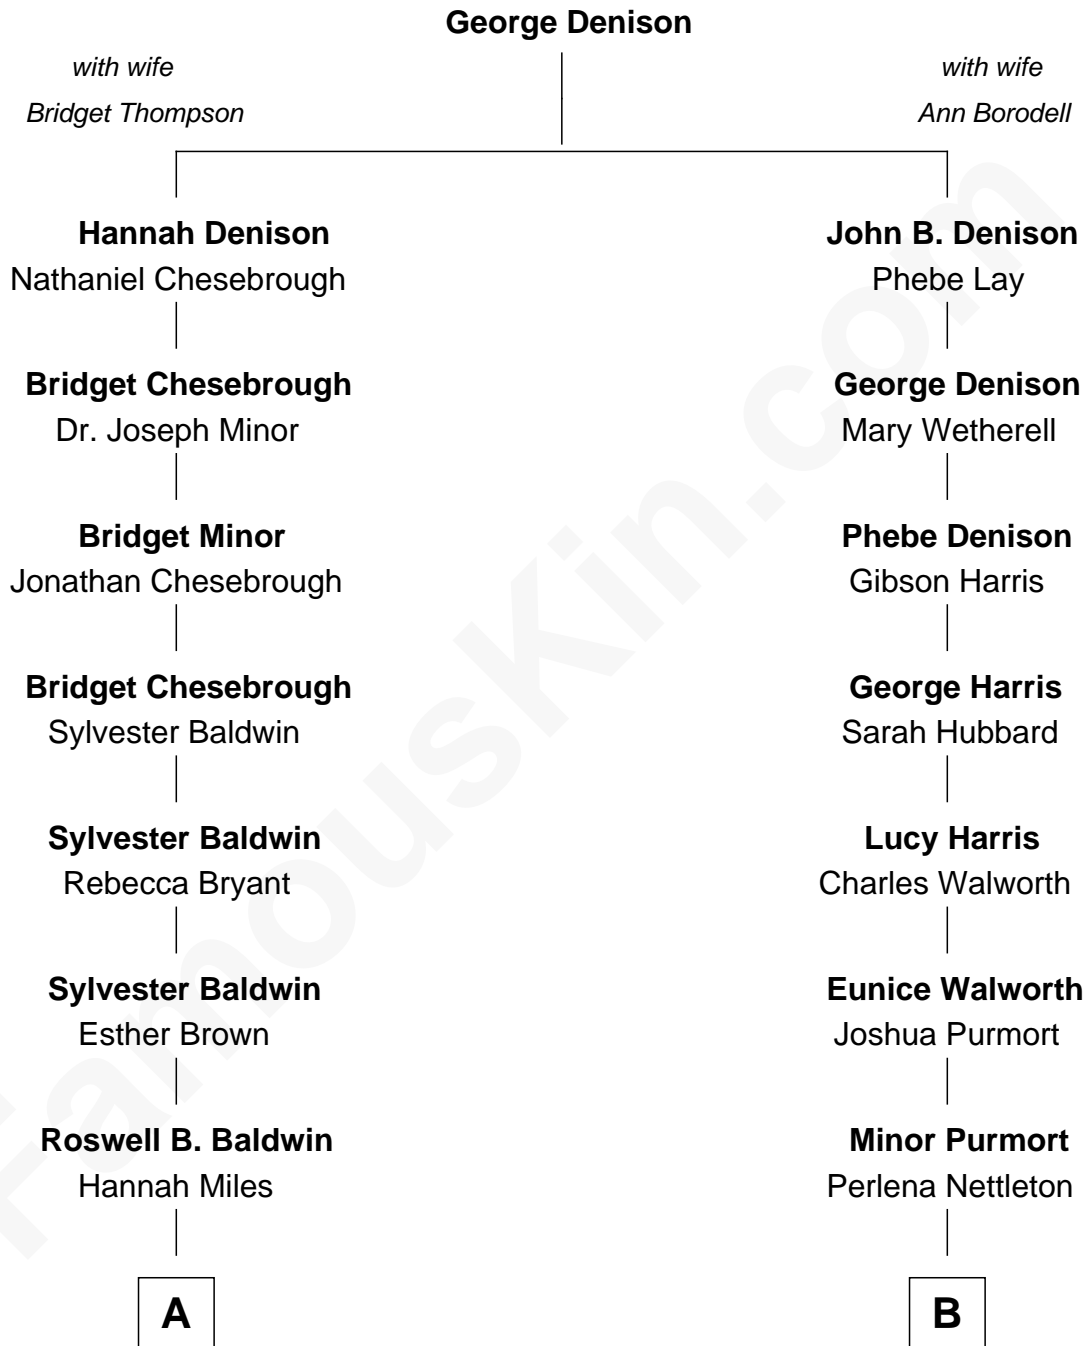 George Denison
with wife
Bridget Thompson
with wife
Ann Borodell
Hannah Denison
Nathaniel Chesebrough
John B. Denison
Phebe Lay
Bridget Chesebrough
Dr. Joseph Minor
George Denison
Mary Wetherell
Bridget Minor
Jonathan Chesebrough
Phebe Denison
Gibson Harris
Bridget Chesebrough
Sylvester Baldwin
George Harris
Sarah Hubbard
Sylvester Baldwin
Rebecca Bryant
Lucy Harris
Charles Walworth
Sylvester Baldwin
Esther Brown
Eunice Walworth
Joshua Purmort
Roswell B. Baldwin
Hannah Miles
Minor Purmort
Perlena Nettleton
A
B
FamousKin.com